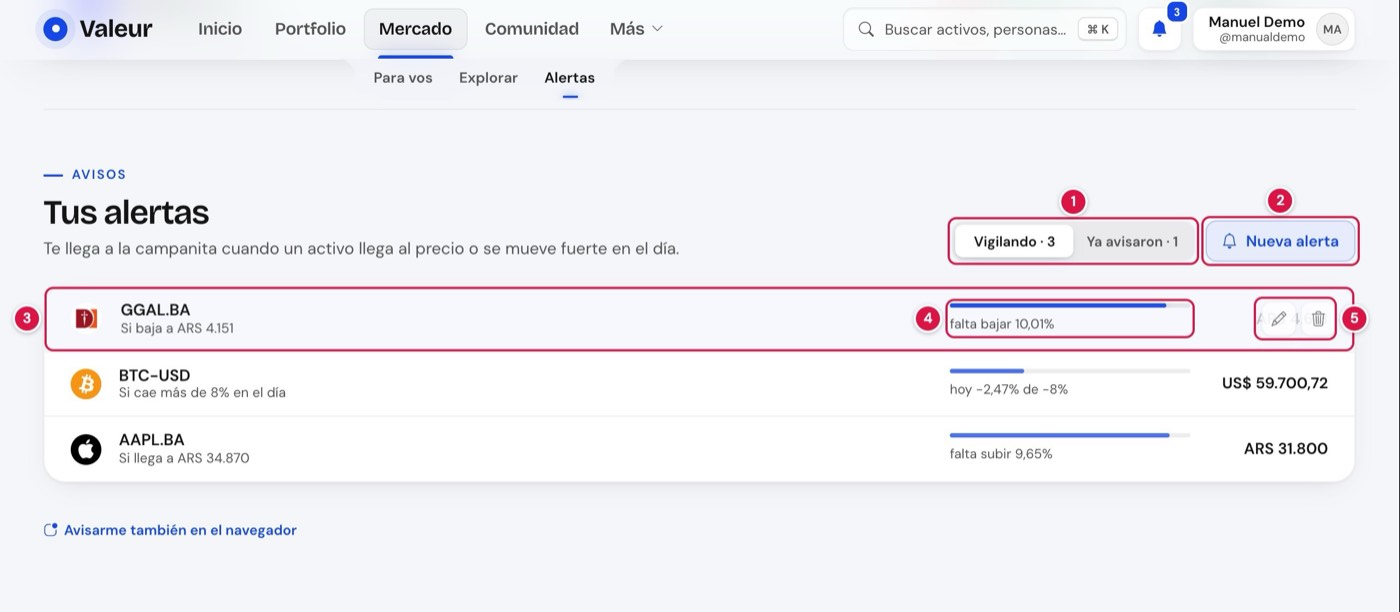 Valeur
Inicio
Portfolio
Mercado
Comunidad
Más
Buscar activos, personas...
⌘ K
3
Manuel Demo
@manualdemo
MA
Para vos
Explorar
Alertas
AVISOS
Tus alertas
Te llega a la campanita cuando un activo llega al precio o se mueve fuerte en el día.
1
Vigilando · 3
Ya avisaron · 1
2
Nueva alerta
3
GGAL.BA
Si baja a ARS 4.151
4
falta bajar 10,01%
5
BTC-USD
Si cae más de 8% en el día
hoy -2,47% de -8%
US$ 59.700,72
AAPL.BA
Si llega a ARS 34.870
falta subir 9,65%
ARS 31.800
Avisarme también en el navegador